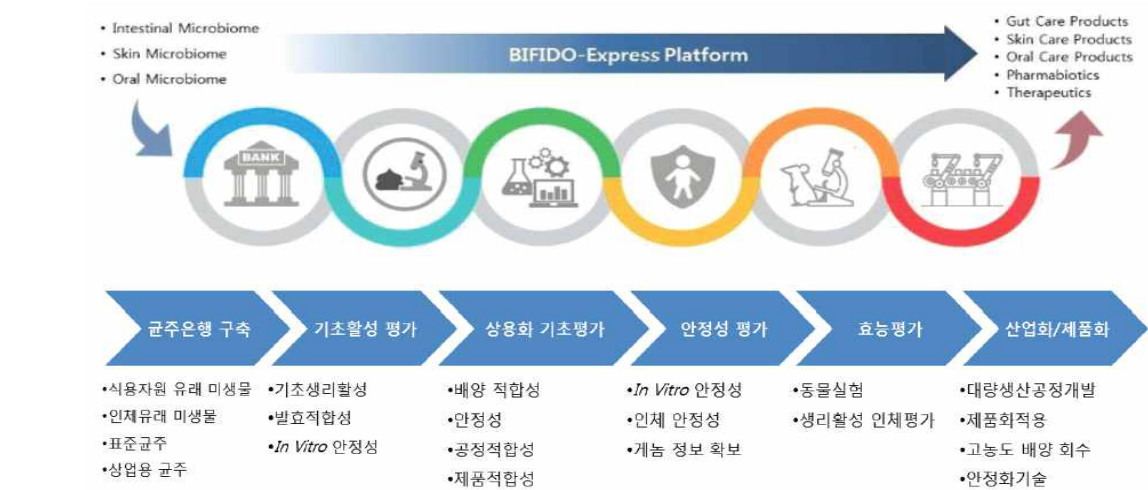 • Intestinal Microbiome
• Skin Microbiome
• Oral Microbiome
BIFIDO-Express Platform
• Gut Care Products
• Skin Care Products
• Oral Care Products
• Pharmabiotics
• Therapeutics
BANK
균주은행 구축
•식용자원 유래 미생물
•인체유래 미생물
•표준균주
•상업용 균주
기초활성 평가
•기초생리활성
•발효적합성
•In Vitro 안정성
상용화 기초평가
•배양 적합성
•안정성
•공정적합성
•제품적합성
안정성 평가
•In Vitro 안정성
•인체 안정성
•게놈 정보 확보
효능평가
•동물실험
•생리활성 인체평가
산업화/제품화
•대량생산공정개발
•제품화적용
•고농도 배양 회수
•안정화기술